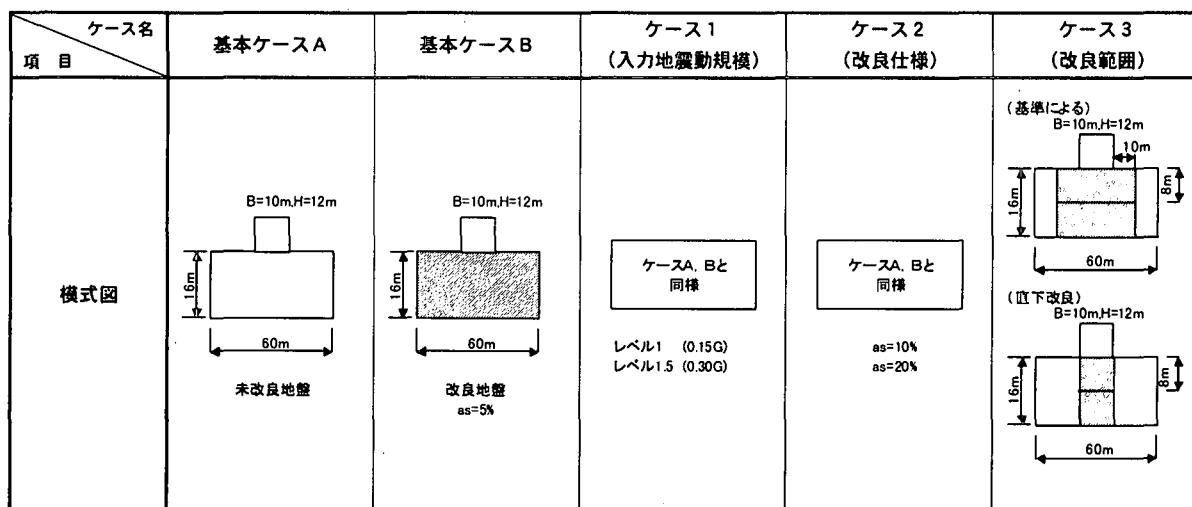 ケース名
項 目
基本ケースA
基本ケースB
ケース1
(入力地震動規模)
ケース2
(改良仕様)
ケース3
(改良範囲)
模式図
B=10m,H=12m
16m
60m
未改良地盤
B=10m,H=12m
16m
60m
改良地盤
as=5%
ケースA, Bと
同様
レベル1 (0.15G)
レベル1.5 (0.30G)
ケースA, Bと
同様
as=10%
as=20%
(基準による)
B=10m,H=12m
10m
16m
8m
60m
(直下改良)
B=10m,H=12m
16m
8m
60m